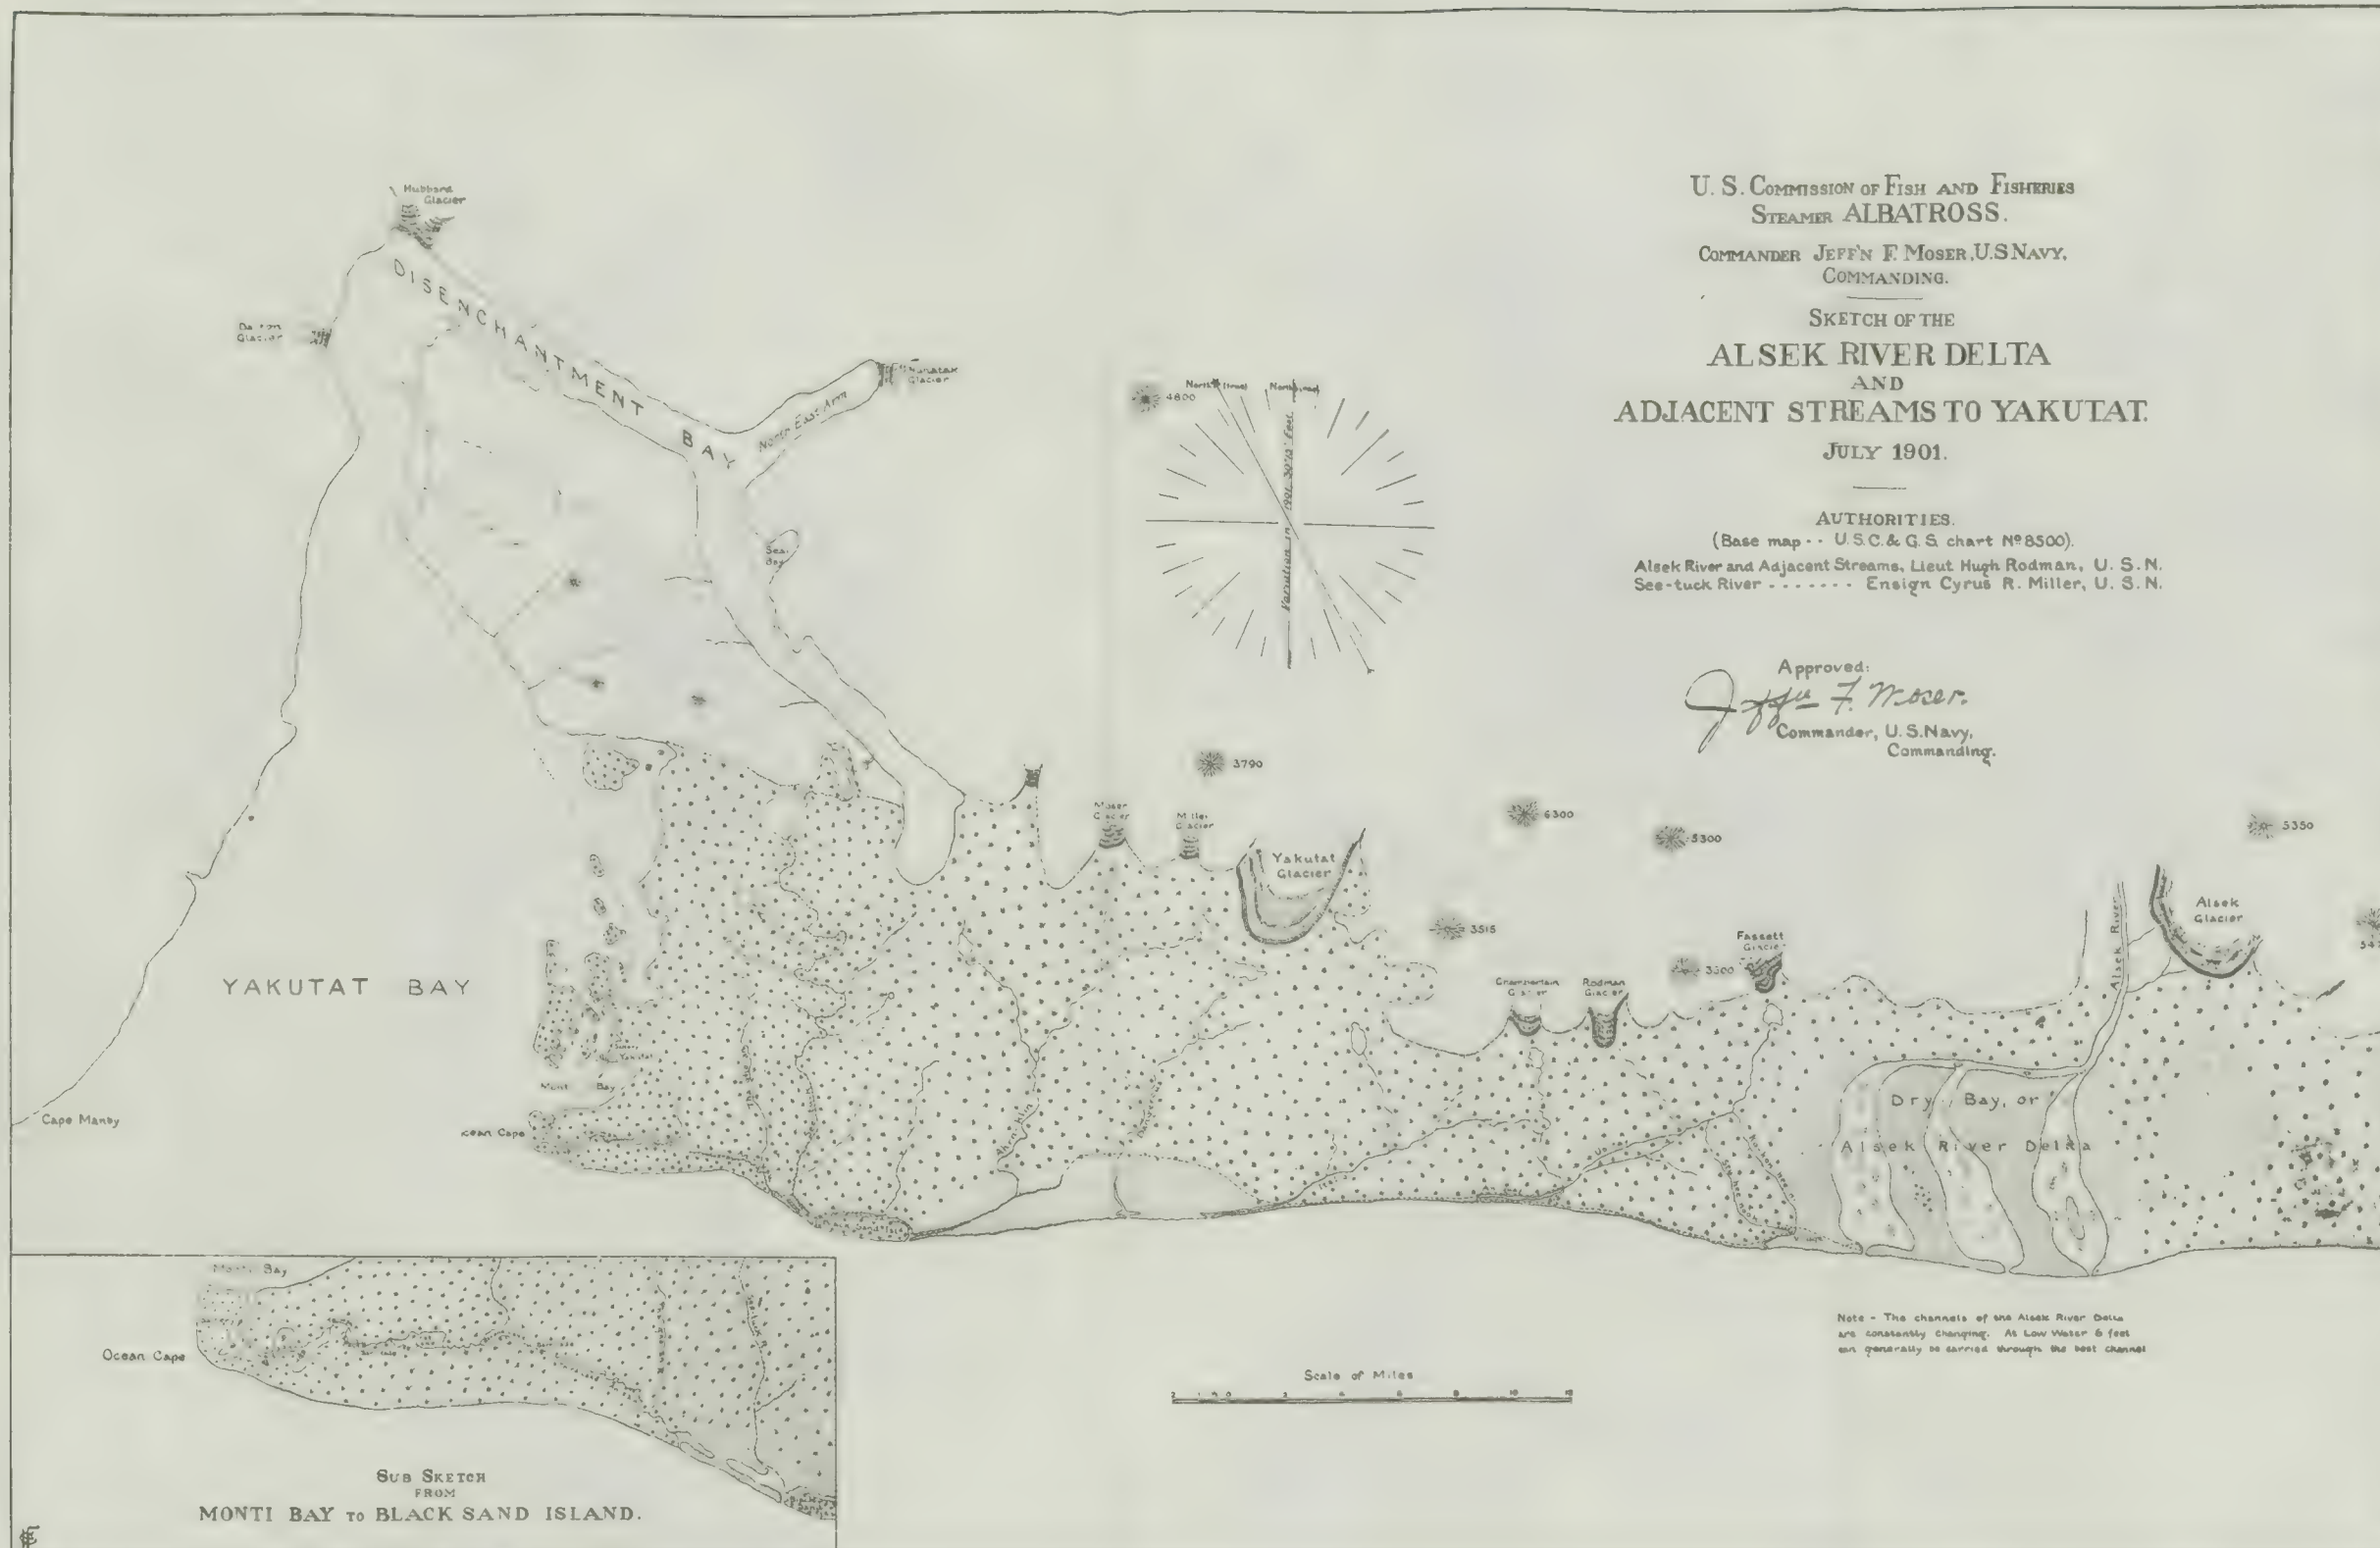 U. S. COMMISSION OF FISH AND FISHERIES
STEAMER ALBATROSS.
COMMANDER JEFF'N F. MOSER, U.S. NAVY,
COMMANDING.
SKETCH OF THE
ALSEK RIVER DELTA
AND
ADJACENT STREAMS TO YAKUTAT.
JULY 1901.
AUTHORITIES.
(Base map - - U.S.C. & G.S. chart No 8500).
Alsek River and Adjacent Streams, Lieut Hugh Rodman, U. S. N.
See-tuck River - - - - - - - Ensign Cyrus R. Miller, U. S. N.
Approved:
Jeff'n F. Moser.
Commander, U.S. Navy,
Commanding.
Hubbard
Glacier
DISENCHANTMENT BAY
Glacier
Nunatak
Glacier
North East Arm
4800
North (true)
Variation in 1901
3790
Moser
Glacier
Miller
Glacier
Yakutat
Glacier
6300
5300
5350
3515
3300
Fassett
Glacier
Chamberlain
Glacier
Rodman
Glacier
Alsek River
Alsek
Glacier
YAKUTAT BAY
Bay
Cape Manby
Ocean Cape
Dry Bay, or
Alsek River Delta
Monti Bay
Ocean Cape
SUB SKETCH
FROM
MONTI BAY TO BLACK SAND ISLAND.
Scale of Miles
Note - The channels of the Alsek River Delta
are constantly changing. At Low Water 6 feet
can generally be carried through the best channel